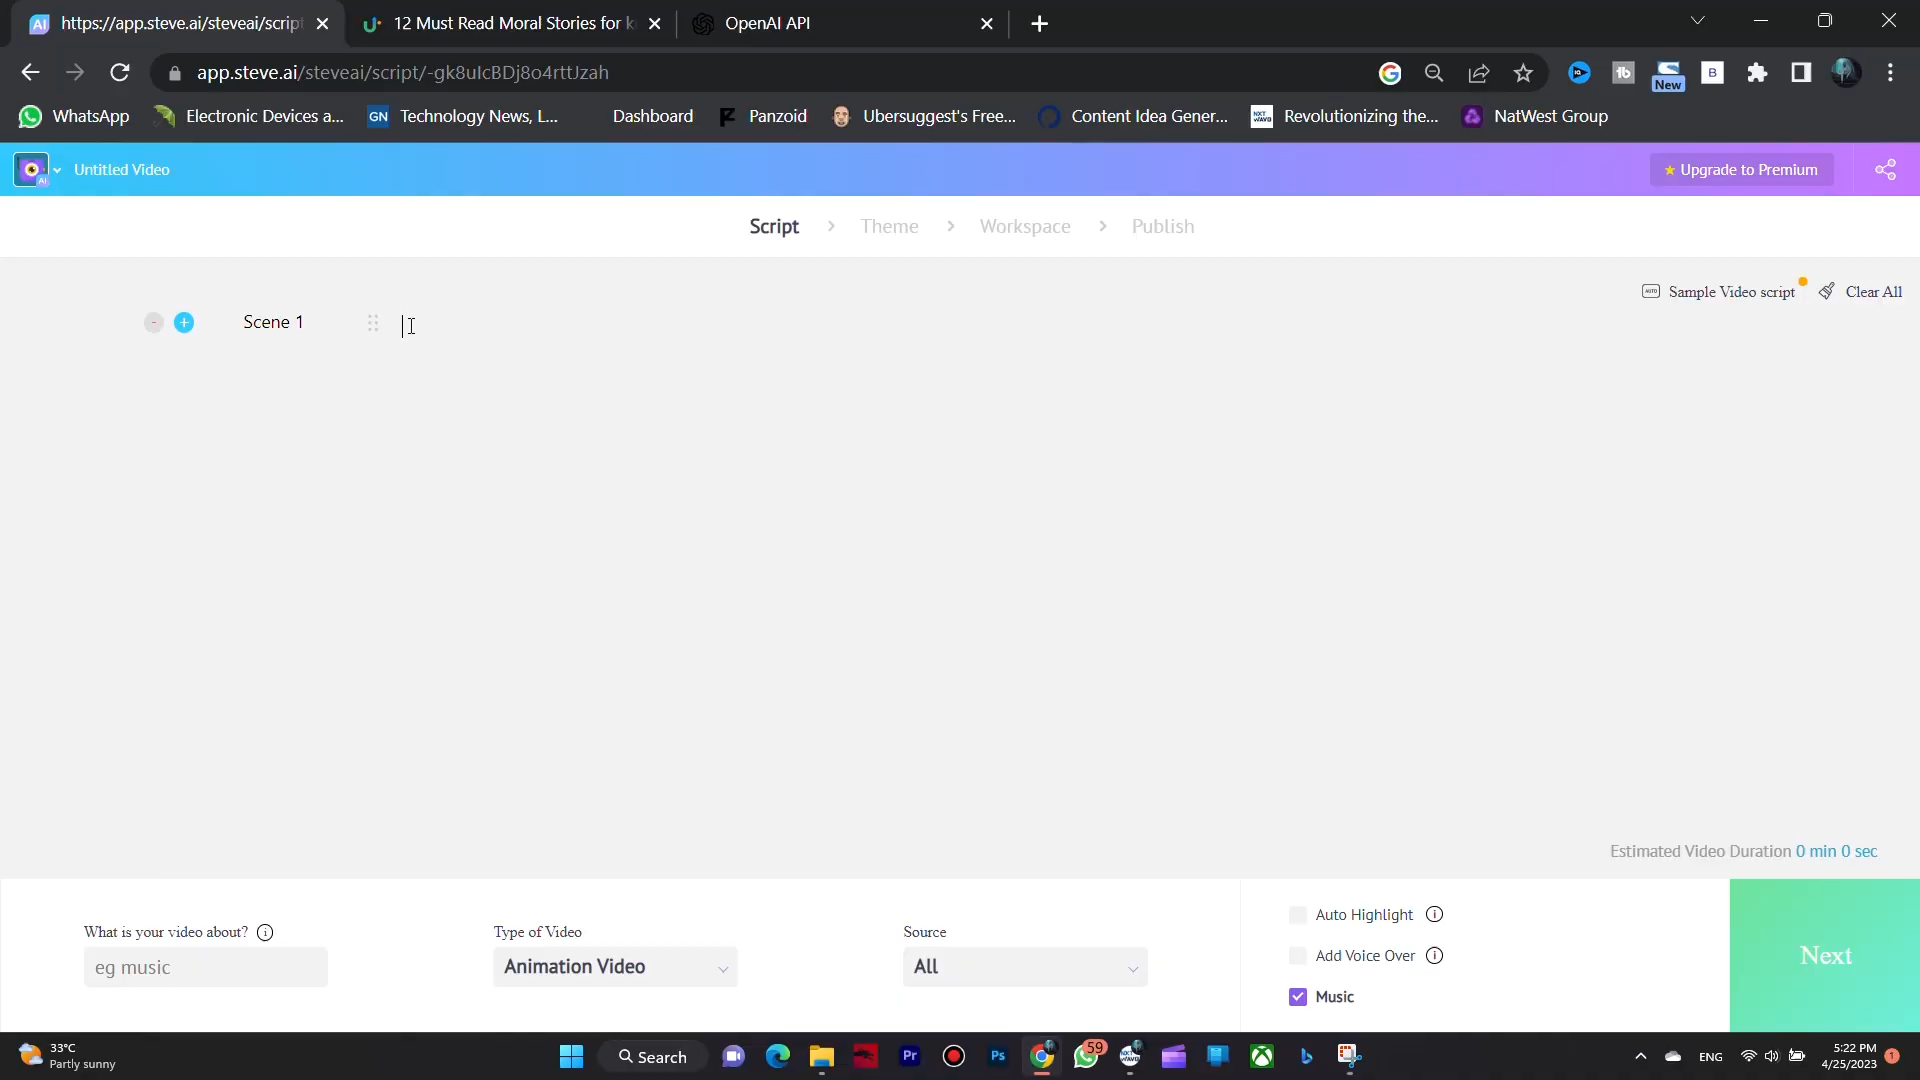 https://app.steve.ai/steveai/script
12 Must Read Moral Stories for k
OpenAI API
app.steve.ai/steveai/script/-gk8uIcBDj8o4rttJzah
New
WhatsApp
Electronic Devices a...
GN
Technology News, L...
Dashboard
Panzoid
Ubersuggest's Free...
Content Idea Gener...
Revolutionizing the...
NatWest Group
Untitled Video
Upgrade to Premium
Script
Theme
Workspace
Publish
AUTO
Sample Video script
Clear All
Scene 1
Estimated Video Duration 0 min 0 sec
What is your video about?
eg music
Type of Video
Animation Video
Source
All
Auto Highlight
Add Voice Over
Music
Next
33°C
Partly sunny
Search
Pr
Ps
59
ENG
5:22 PM
4/25/2023
1